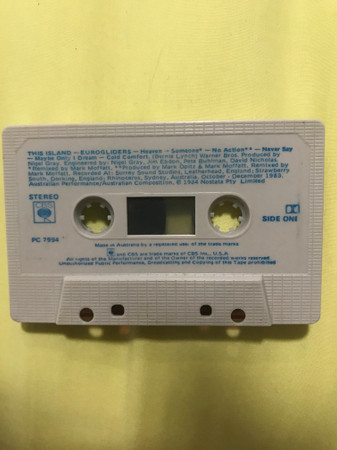 THIS ISLAND — EUROGLIDERS — Heaven — Someone* — No Action** — Never Say
— Maybe Only I Dream — Cold Comfort. (Bernie Lynch) Warner Bros. Produced by
Nigel Gray. Engineered by: Nigel Gray, Jim Ebdon, Pete Buhlman, David Nicholas.
*Remixed by Mark Moffatt. **Produced by Mark Opitz & Mark Moffatt. Remixed by
Mark Moffatt. Recorded At: Surrey Sound Studios, Leatherhead, England; Strawberry
South, Dorking, England; Rhinoceros, Sydney, Australia. October - December 1983.
Australian Performance/Australian Composition. © 1984 Pty. Limited
STEREO
CBS
SIDE ONE
PC 7994
Made in Australia by a registered user of the trade marks
and CBS are trade marks of CBS Inc., U.S.A.
All rights of the Manufacturer and of the Owner of the recorded works reserved
Unauthorised Public Performance, Broadcasting and Copying of this Tape prohibited